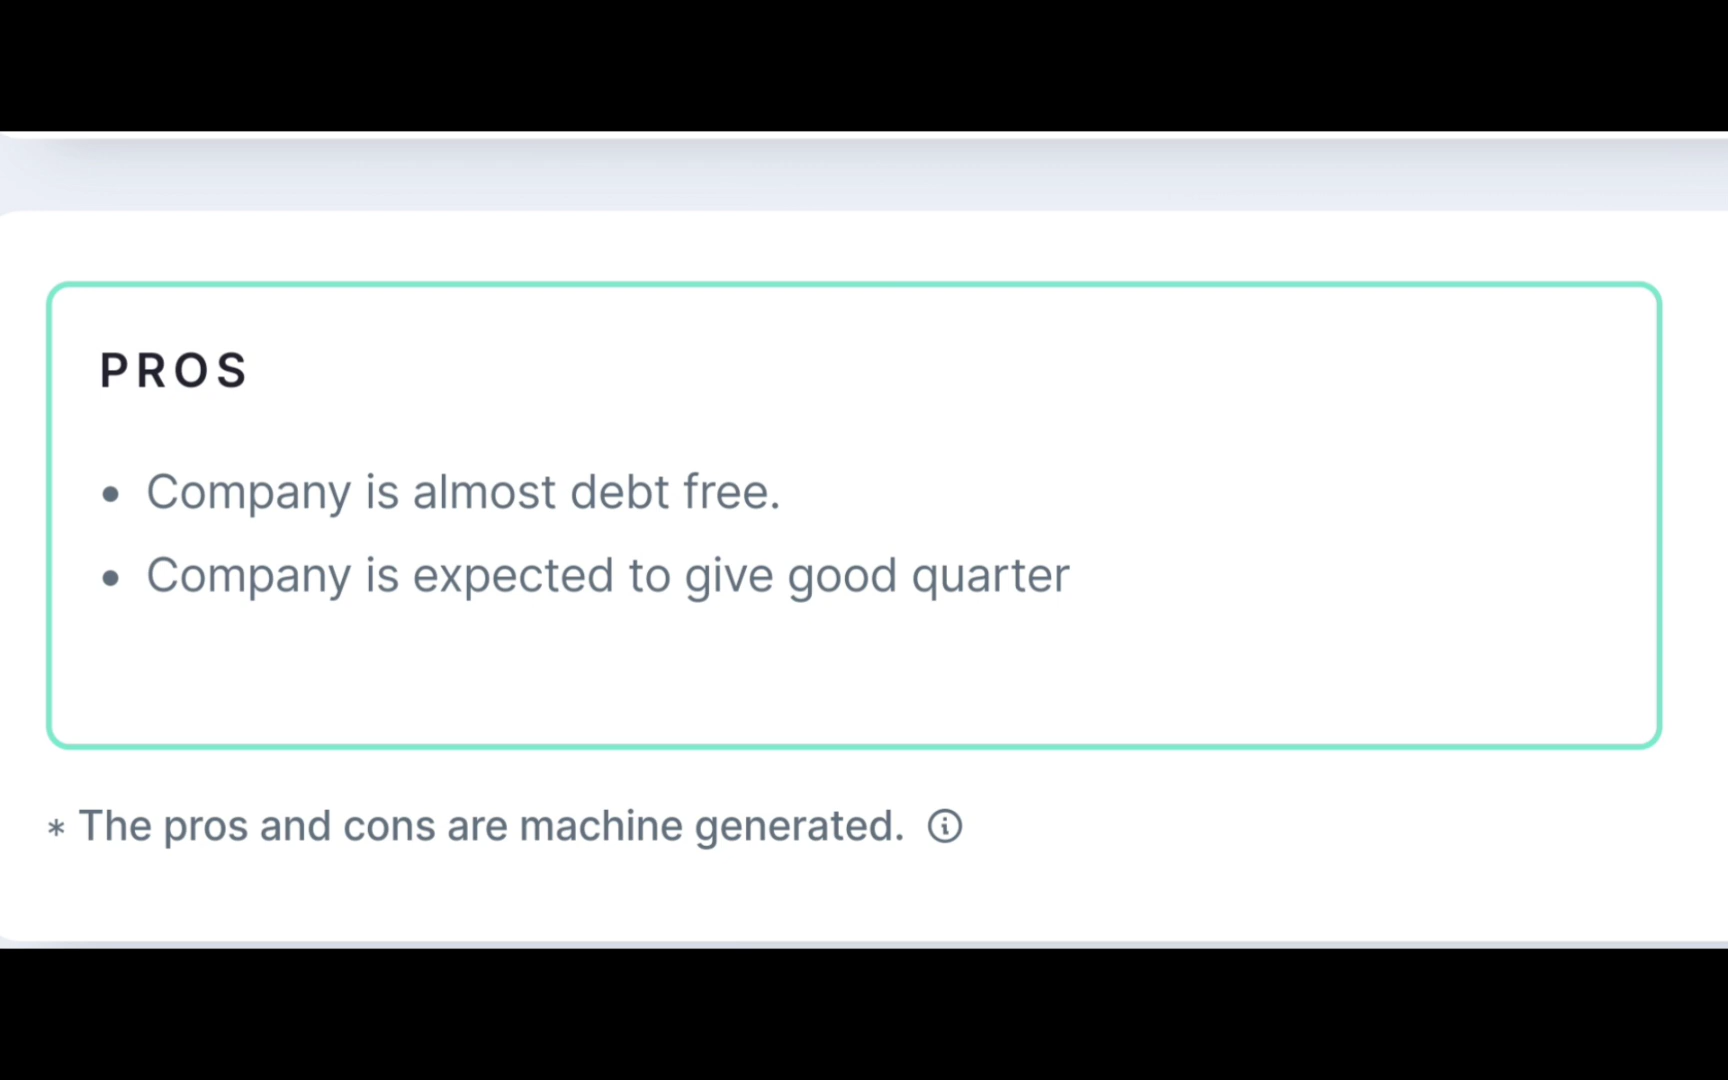 PROS
• Company is almost debt free.
• Company is expected to give good quarter
* The pros and cons are machine generated.